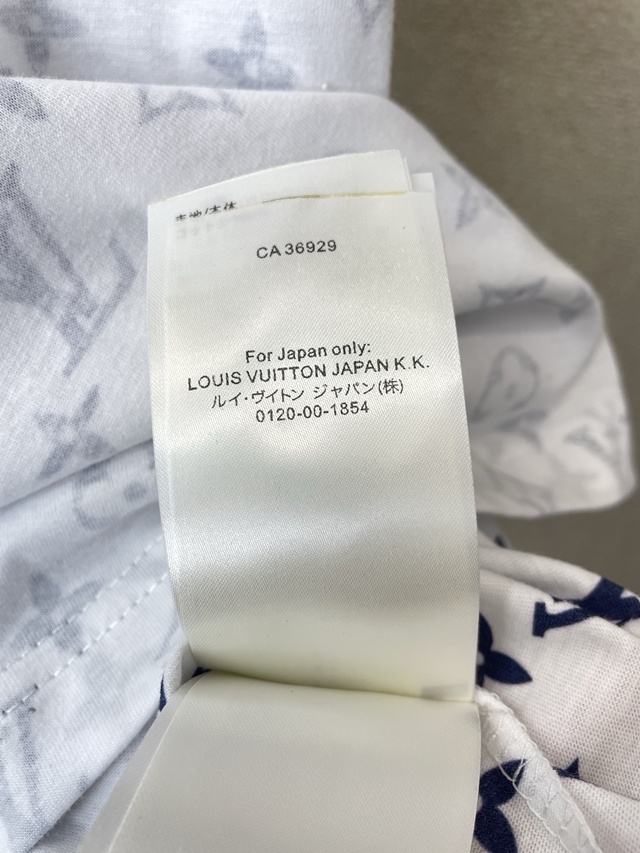 CA 36929
For Japan only:
LOUIS VUITTON JAPAN K.K.
ルイ・ヴィトン ジャパン(株)
0120-00-1854